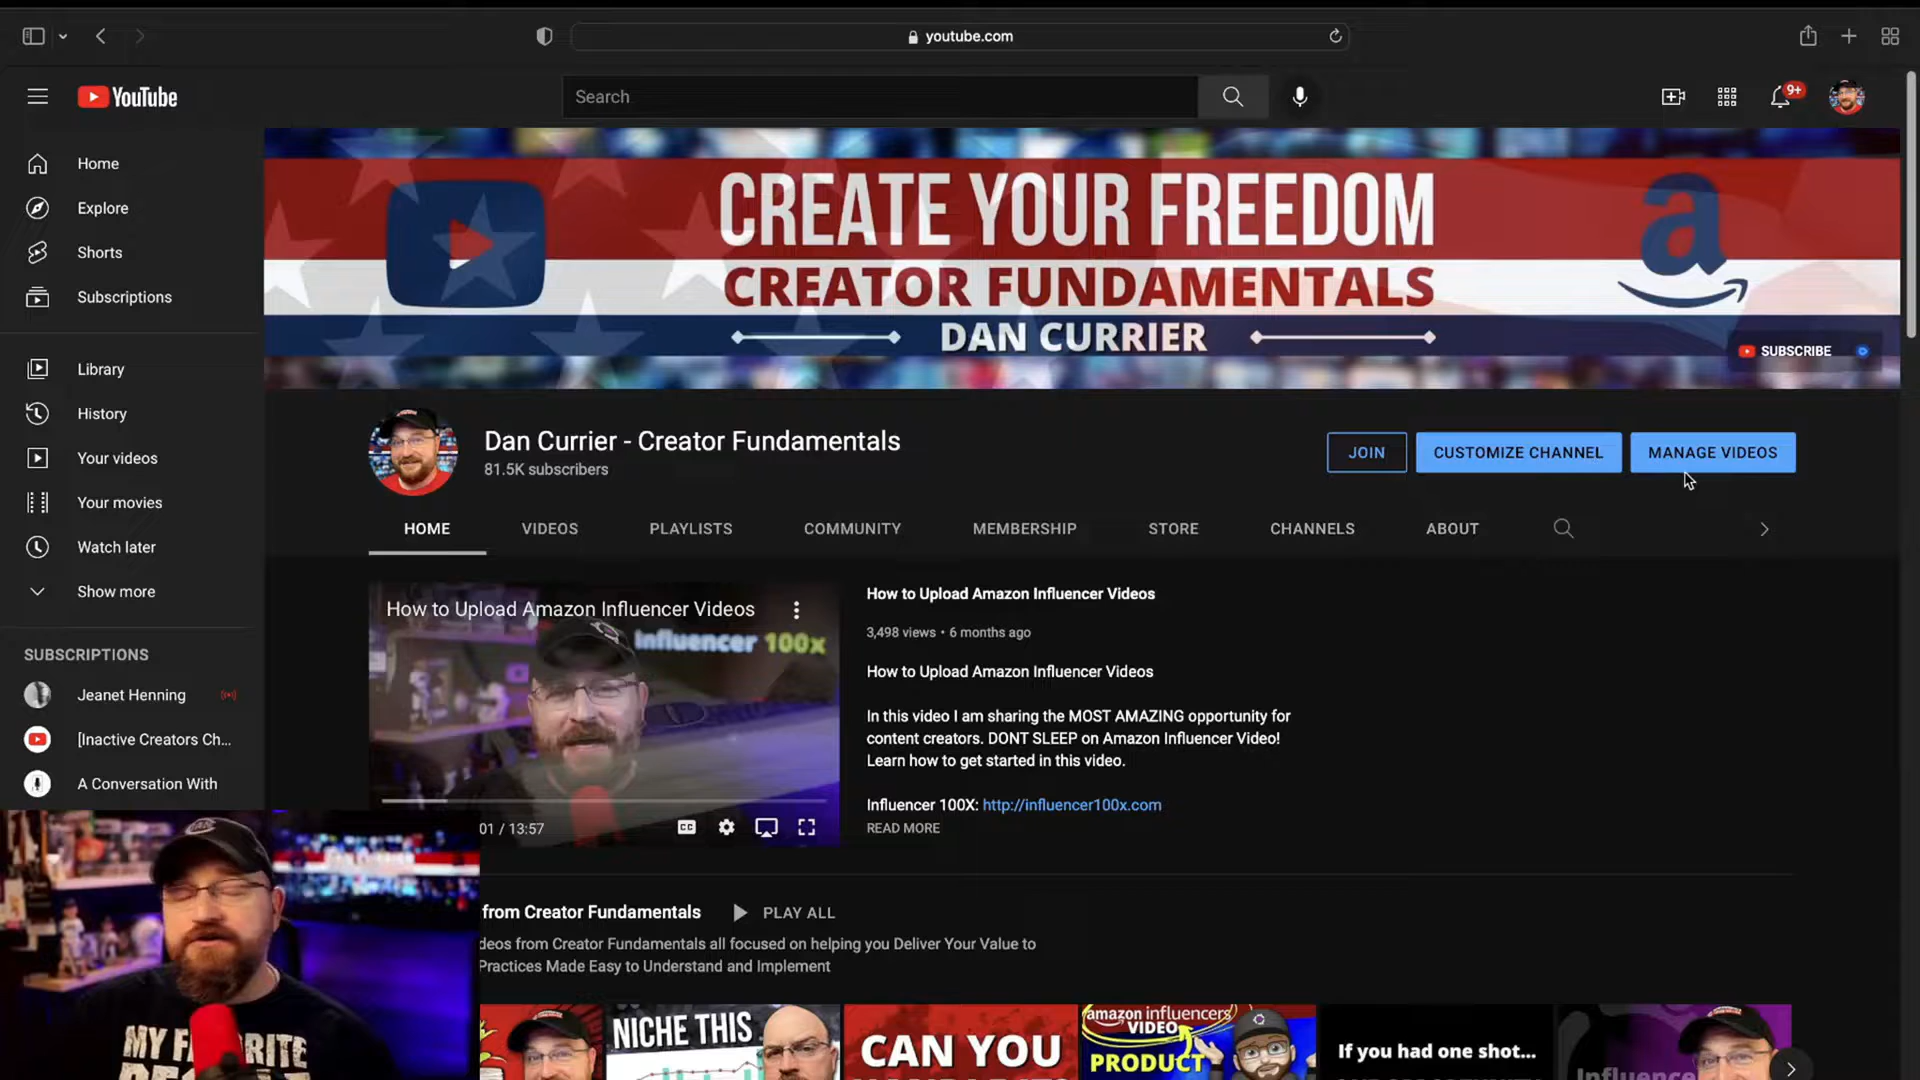 youtube.com
YouTube
Search
9+
Home
Explore
Shorts
Subscriptions
Library
History
Your videos
Your movies
Watch later
Show more
SUBSCRIPTIONS
Jeanet Henning
[Inactive Creators Ch...
A Conversation With
CREATE YOUR FREEDOM
CREATOR FUNDAMENTALS
DAN CURRIER
SUBSCRIBE
Dan Currier - Creator Fundamentals
81.5K subscribers
JOIN
CUSTOMIZE CHANNEL
MANAGE VIDEOS
HOME
VIDEOS
PLAYLISTS
COMMUNITY
MEMBERSHIP
STORE
CHANNELS
ABOUT
How to Upload Amazon Influencer Videos
Influencer 100x
01 / 13:57
CC
How to Upload Amazon Influencer Videos
3,498 views • 6 months ago
How to Upload Amazon Influencer Videos
In this video I am sharing the MOST AMAZING opportunity for
content creators. DONT SLEEP on Amazon Influencer Video!
Learn how to get started in this video.
Influencer 100X: http://influencer100x.com
READ MORE
from Creator Fundamentals
PLAY ALL
deos from Creator Fundamentals all focused on helping you Deliver Your Value to
Practices Made Easy to Understand and Implement
NICHE THIS
CAN YOU
amazon influencers
VIDEO
PRODUCT
If you had one shot...
Influence
MY